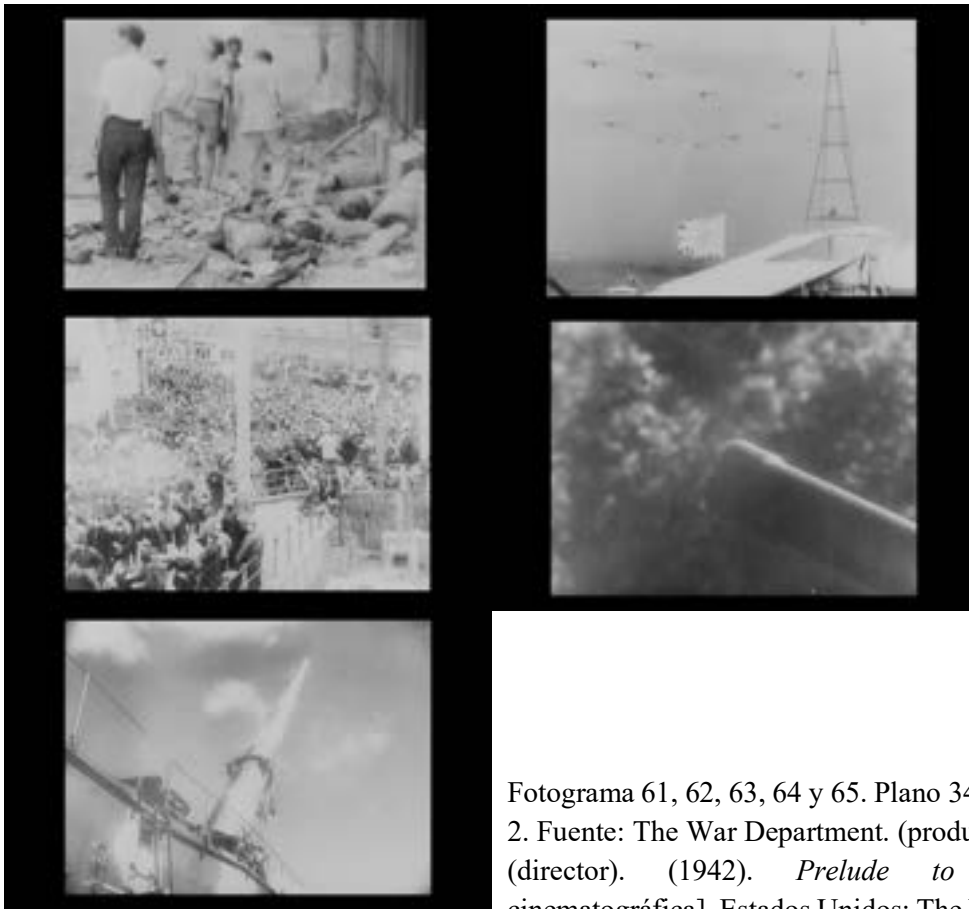 Fotograma 61, 62, 63, 64 y 65. Plano 34
2. Fuente: The War Department. (produ
(director). (1942). Prelude to
cinematográfica]. Estados Unidos: The